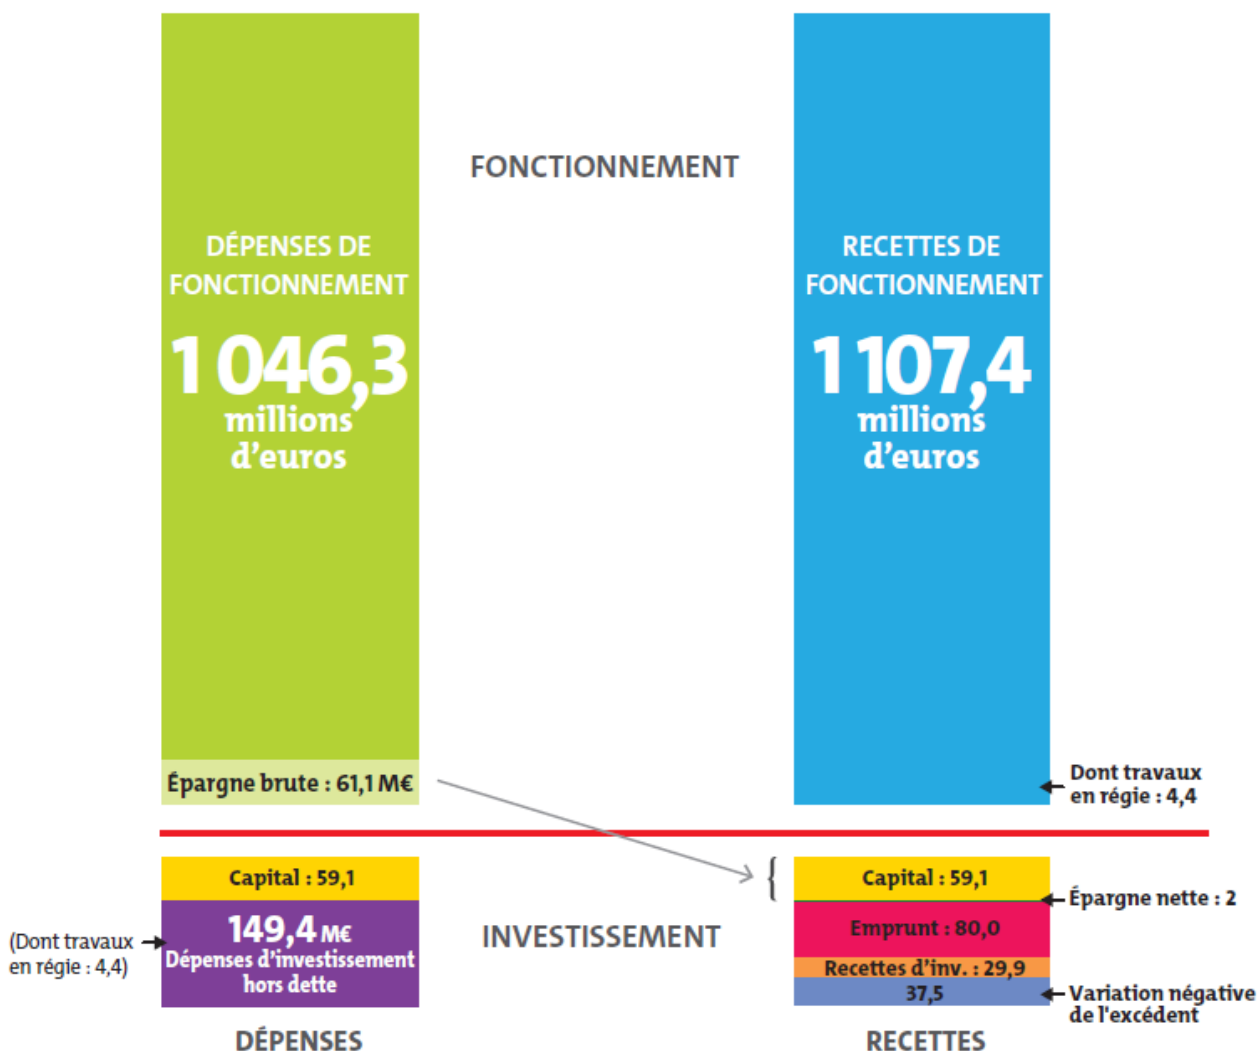 FONCTIONNEMENT
DÉPENSES DE
FONCTIONNEMENT
1 046,3
millions
d’euros
RECETTES DE
FONCTIONNEMENT
1 107,4
millions
d’euros
Épargne brute : 61,1 M€
Dont travaux
en régie : 4,4
Capital : 59,1
149,4 M€
Dépenses d’investissement
hors dette
(Dont travaux
en régie : 4,4)
INVESTISSEMENT
{
Capital : 59,1
Épargne nette : 2
Emprunt : 80,0
Recettes d’inv. : 29,9
37,5
Variation négative
de l'excédent
DÉPENSES
RECETTES